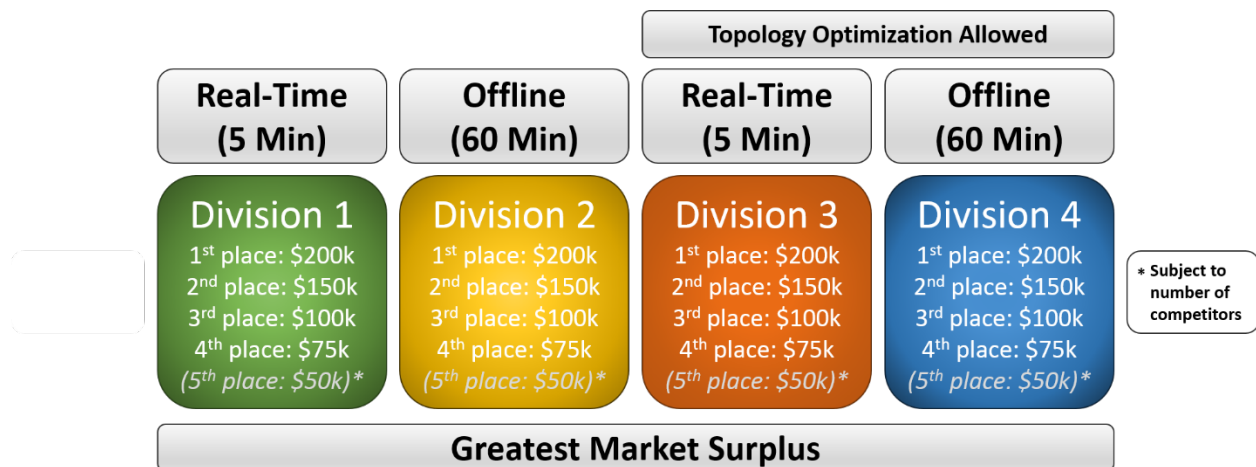 Topology Optimization Allowed
Real-Time
(5 Min)
Offline
(60 Min)
Real-Time
(5 Min)
Offline
(60 Min)
Division 1
1st place: $200k
2nd place: $150k
3rd place: $100k
4th place: $75k
(5th place: $50k)*
Division 2
1st place: $200k
2nd place: $150k
3rd place: $100k
4th place: $75k
(5th place: $50k)*
Division 3
1st place: $200k
2nd place: $150k
3rd place: $100k
4th place: $75k
(5th place: $50k)*
Division 4
1st place: $200k
2nd place: $150k
3rd place: $100k
4th place: $75k
(5th place: $50k)*
* Subject to
number of
competitors
Greatest Market Surplus